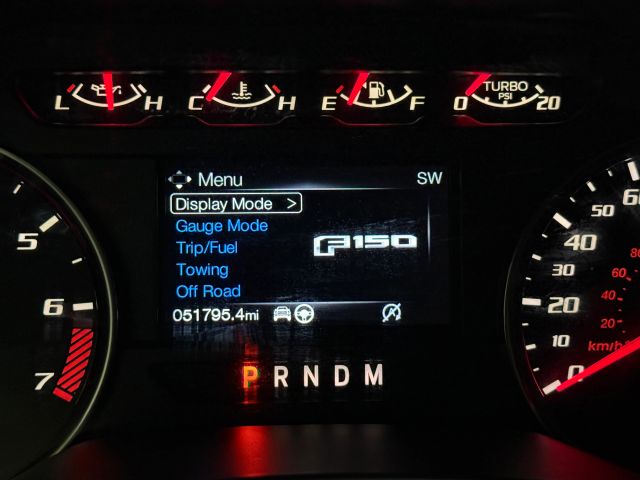 L H C H E F 0 TURBO PSI 20
Menu SW
Display Mode >
Gauge Mode
F150
Trip/Fuel
Towing
Off Road
051795.4mi
P R N D M
5
6
7
60
50
40
30
20
10
0
80
60
40
20
km/h